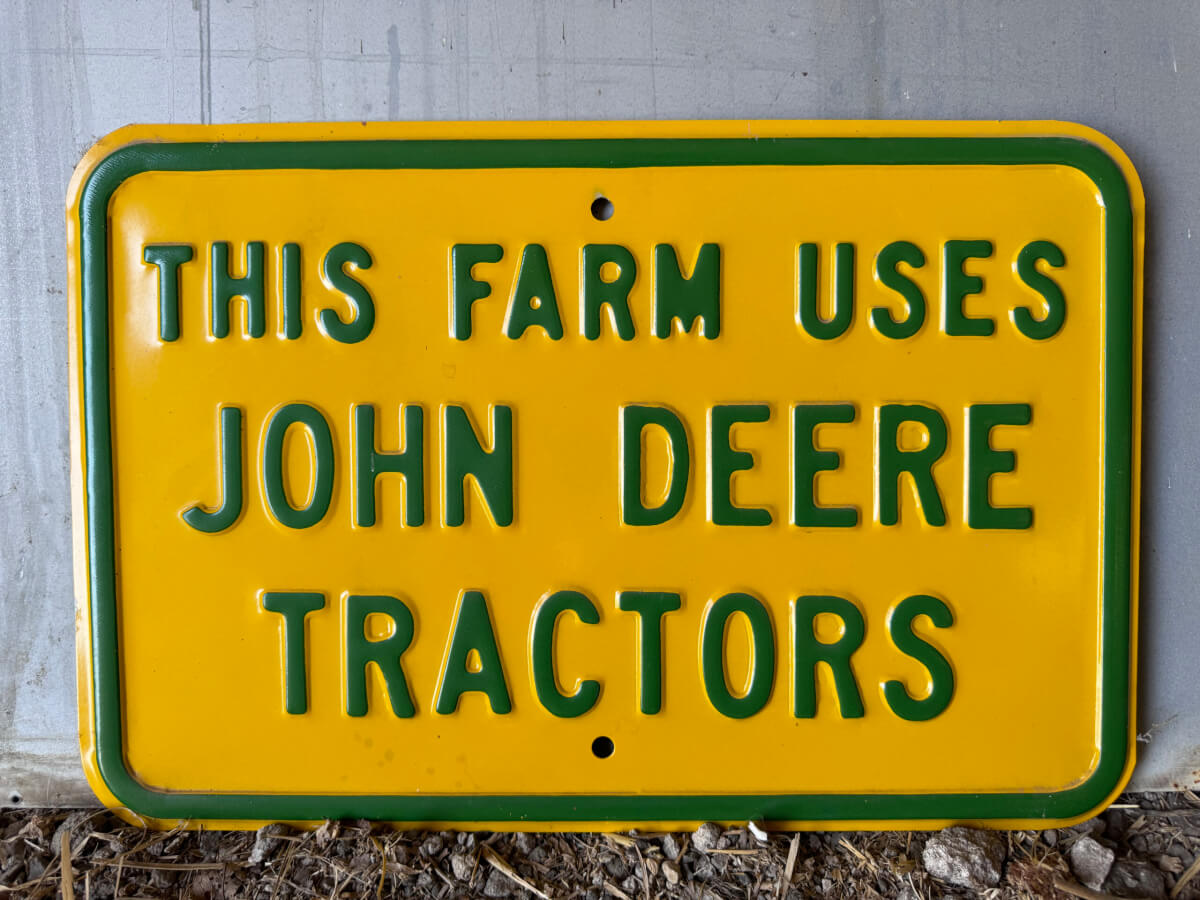 THIS FARM USES
JOHN DEERE
TRACTORS